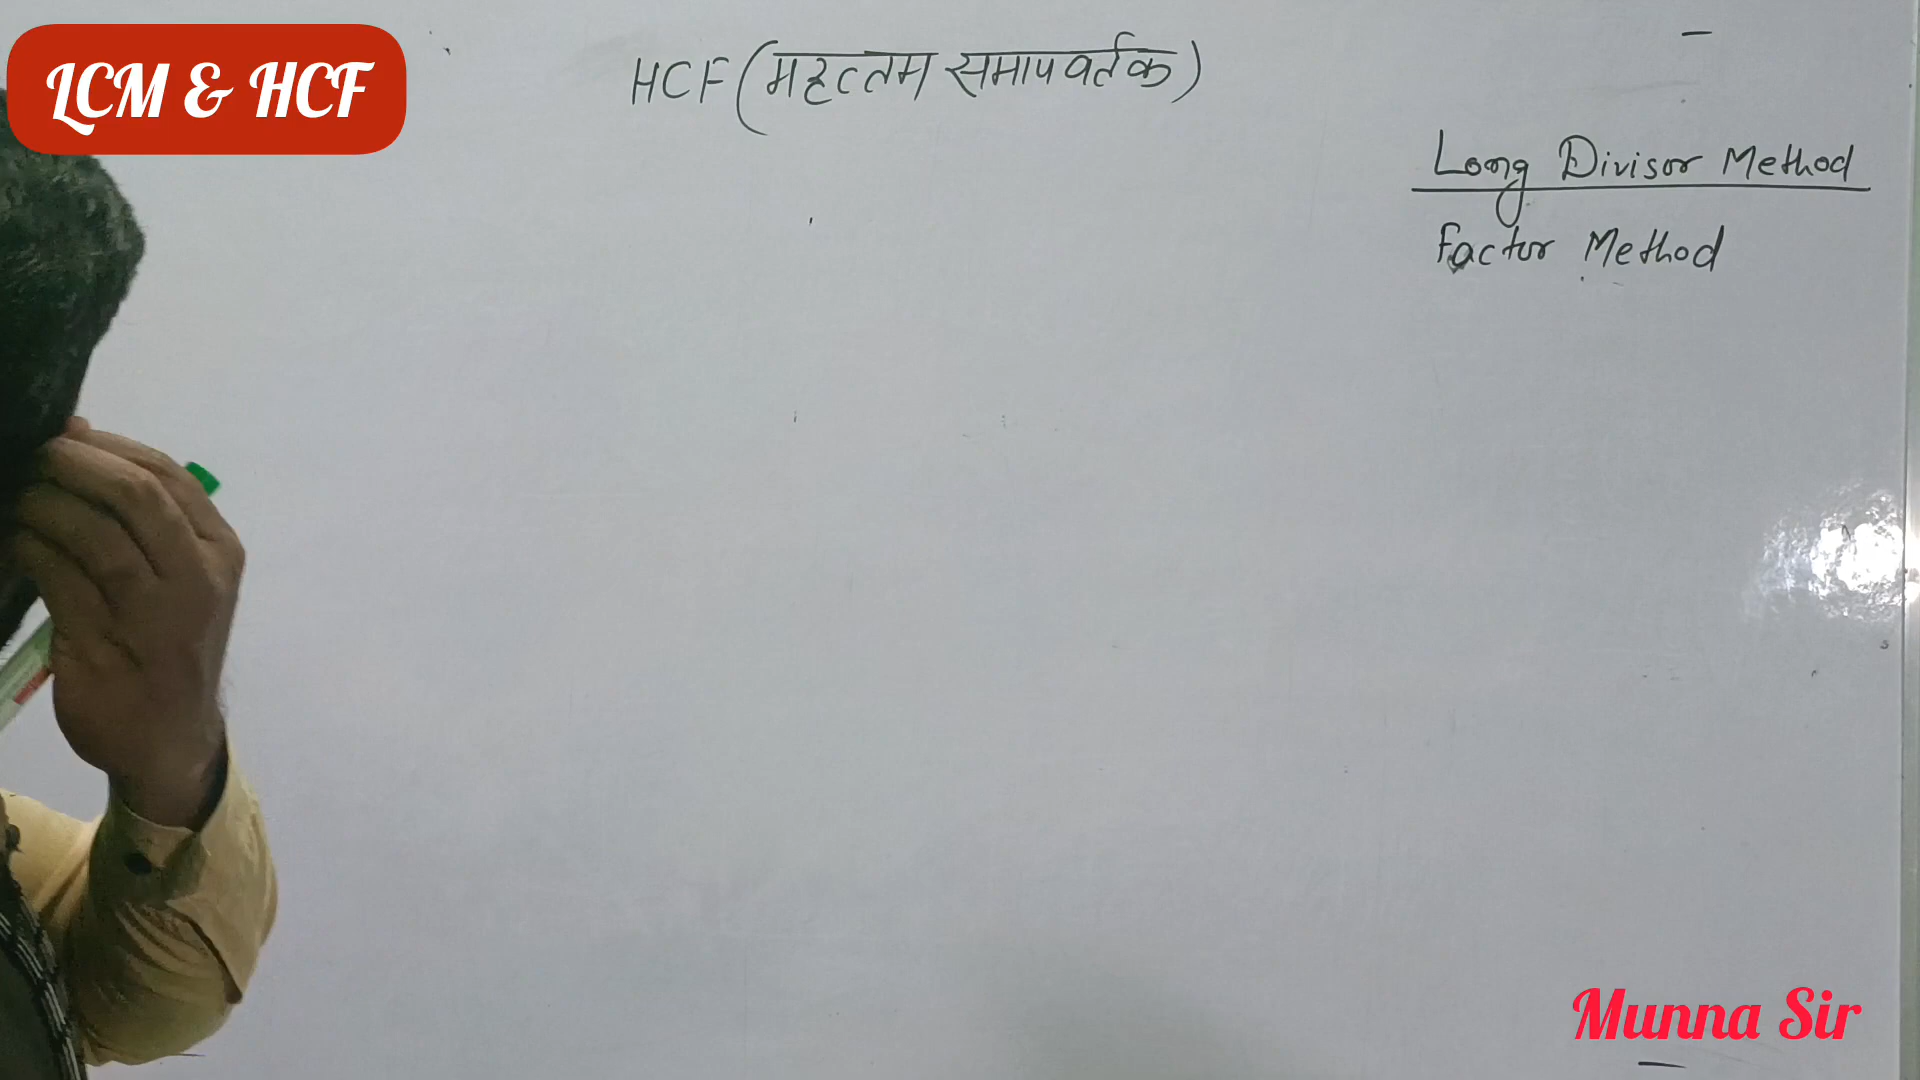 LCM & HCF
HCF (महत्तम समापवर्तक)
Long Divisor Method
Factor Method
Munna Sir